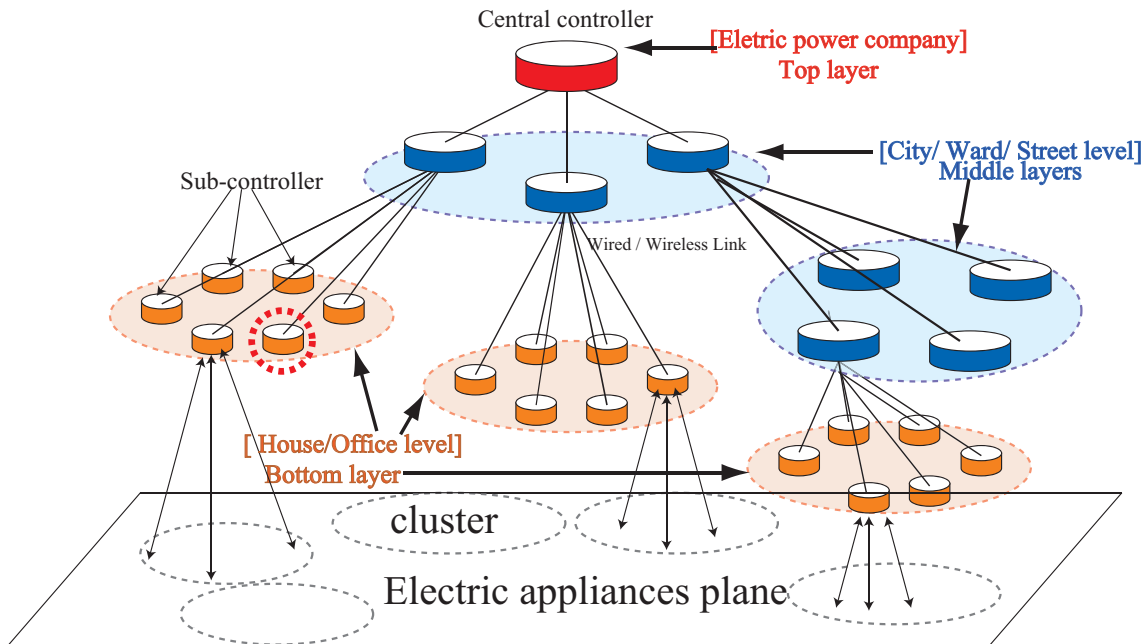 Central controller
[Eletric power company]
Top layer
[City/ Ward/ Street level]
Middle layers
Sub-controller
Wired / Wireless Link
[ House/Office level]
Bottom layer
cluster
Electric appliances plane